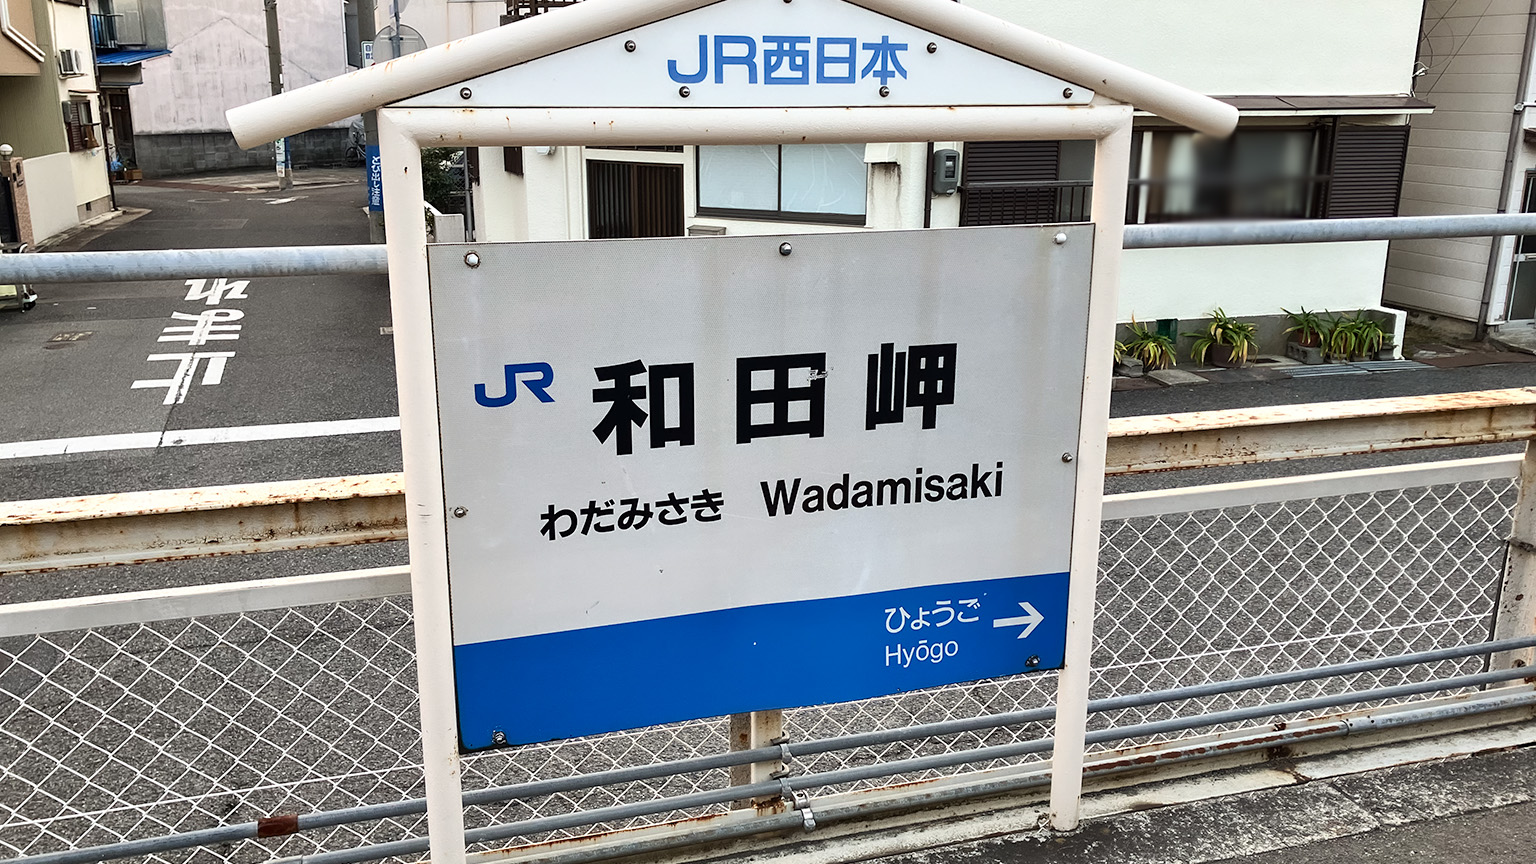 JR西日本
JR 和田岬
わだみさき Wadamisaki
ひょうご →
Hyōgo
止まれ